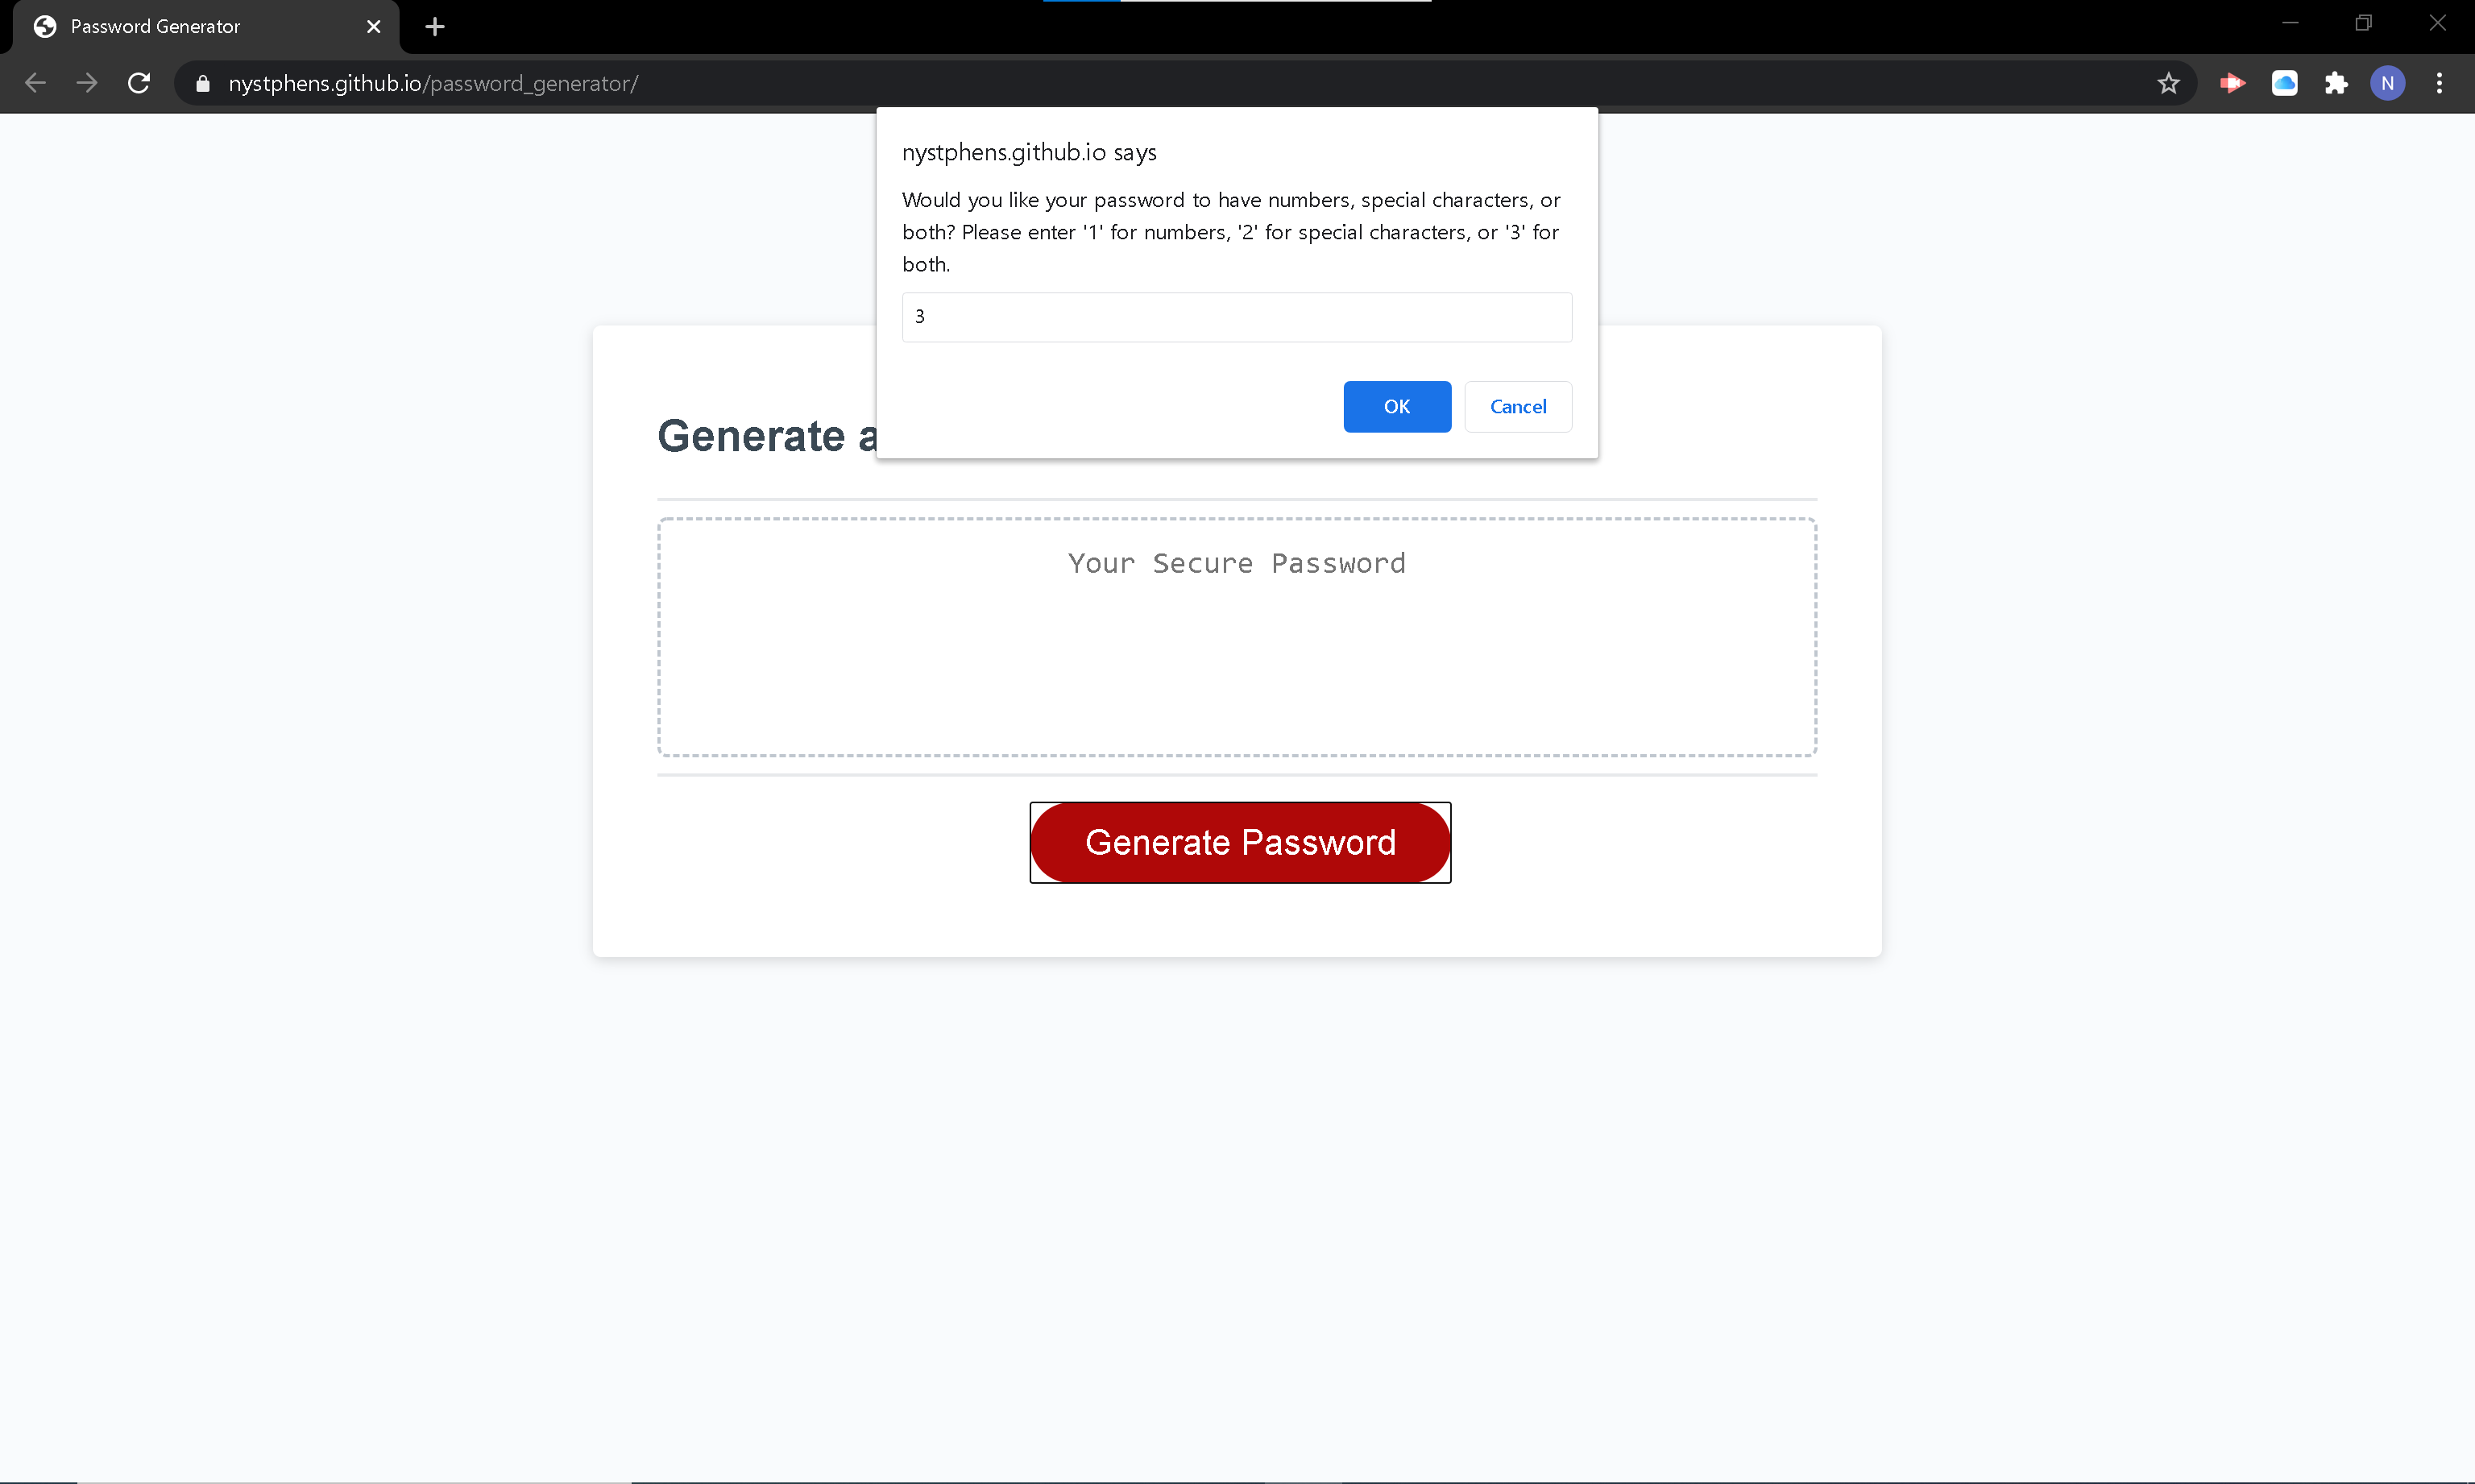 Password Generator
nystphens.github.io/password_generator/
N
nystphens.github.io says
Would you like your password to have numbers, special characters, or
both? Please enter '1' for numbers, '2' for special characters, or '3' for
both.
3
OK Cancel
Generate a
Your Secure Password
Generate Password